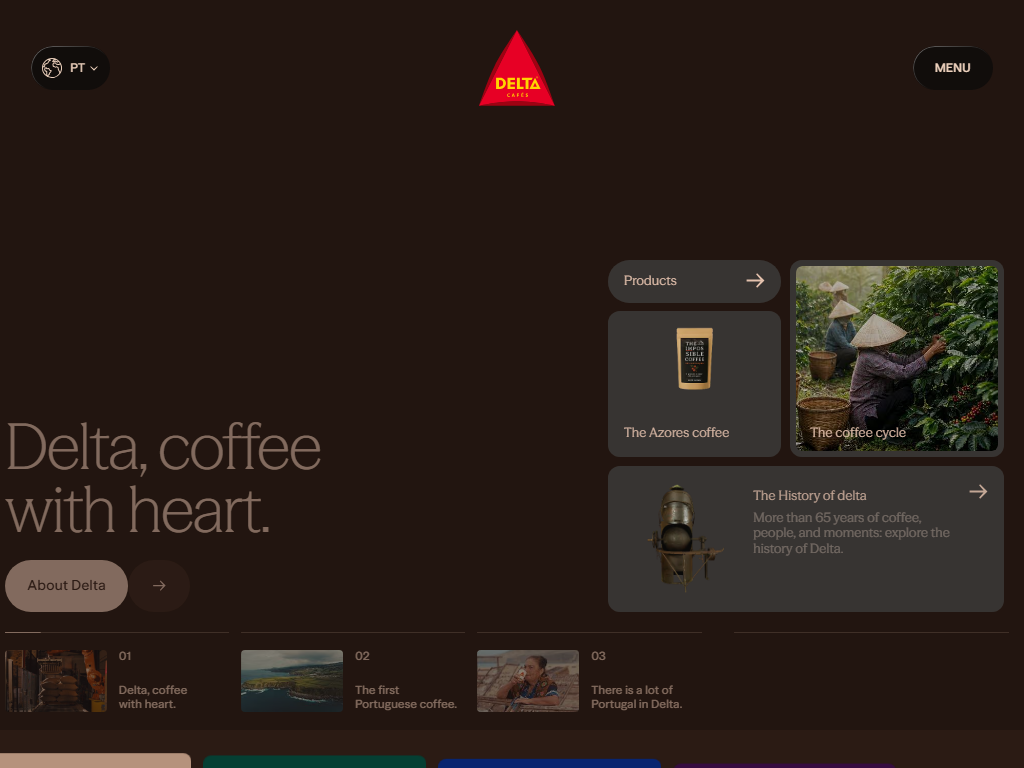 PT
DELTA
CAFÉS
MENU
Products
THE
IMPOS
SIBLE
COFFEE
The Azores coffee
The coffee cycle
The History of delta
More than 65 years of coffee,
people, and moments: explore the
history of Delta.
Delta, coffee
with heart.
About Delta
01
Delta, coffee
with heart.
02
The first
Portuguese coffee.
03
There is a lot of
Portugal in Delta.